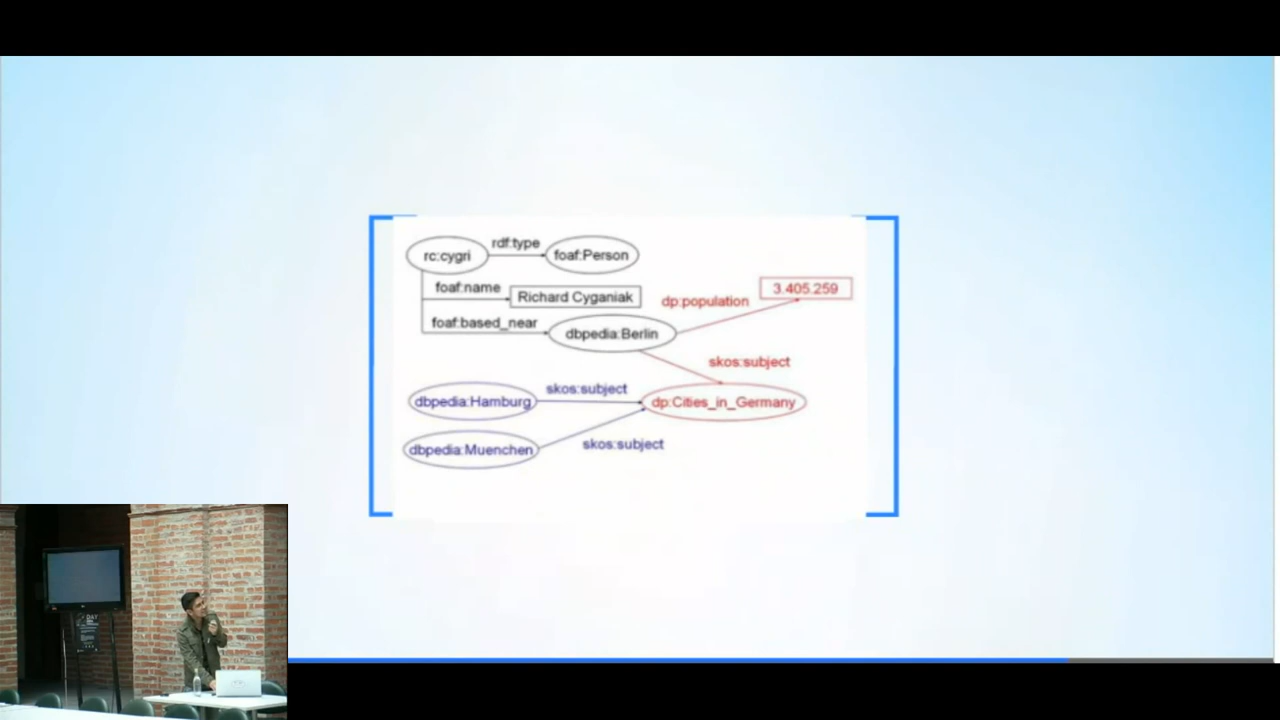 rc:cygri
rdf:type
foaf:Person
foaf:name
Richard Cyganiak
foaf:based_near
dbpedia:Berlin
dp:population
3.405.259
skos:subject
dbpedia:Hamburg
skos:subject
dp:Cities_in_Germany
dbpedia:Muenchen
skos:subject
DAY